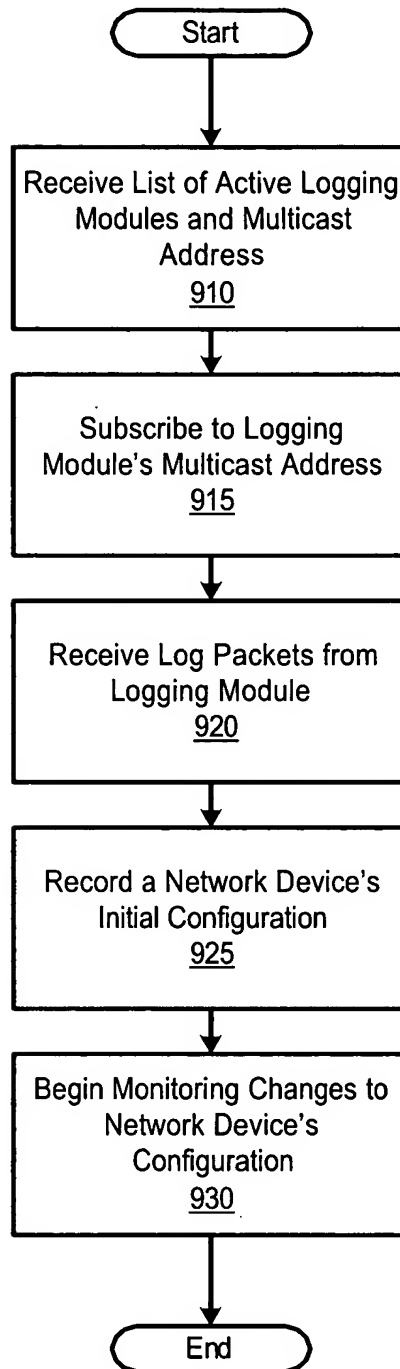 Start
Receive List of Active Logging
Modules and Multicast
Address
910
Subscribe to Logging
Module's Multicast Address
915
Receive Log Packets from
Logging Module
920
Record a Network Device's
Initial Configuration
925
Begin Monitoring Changes to
Network Device's
Configuration
930
End